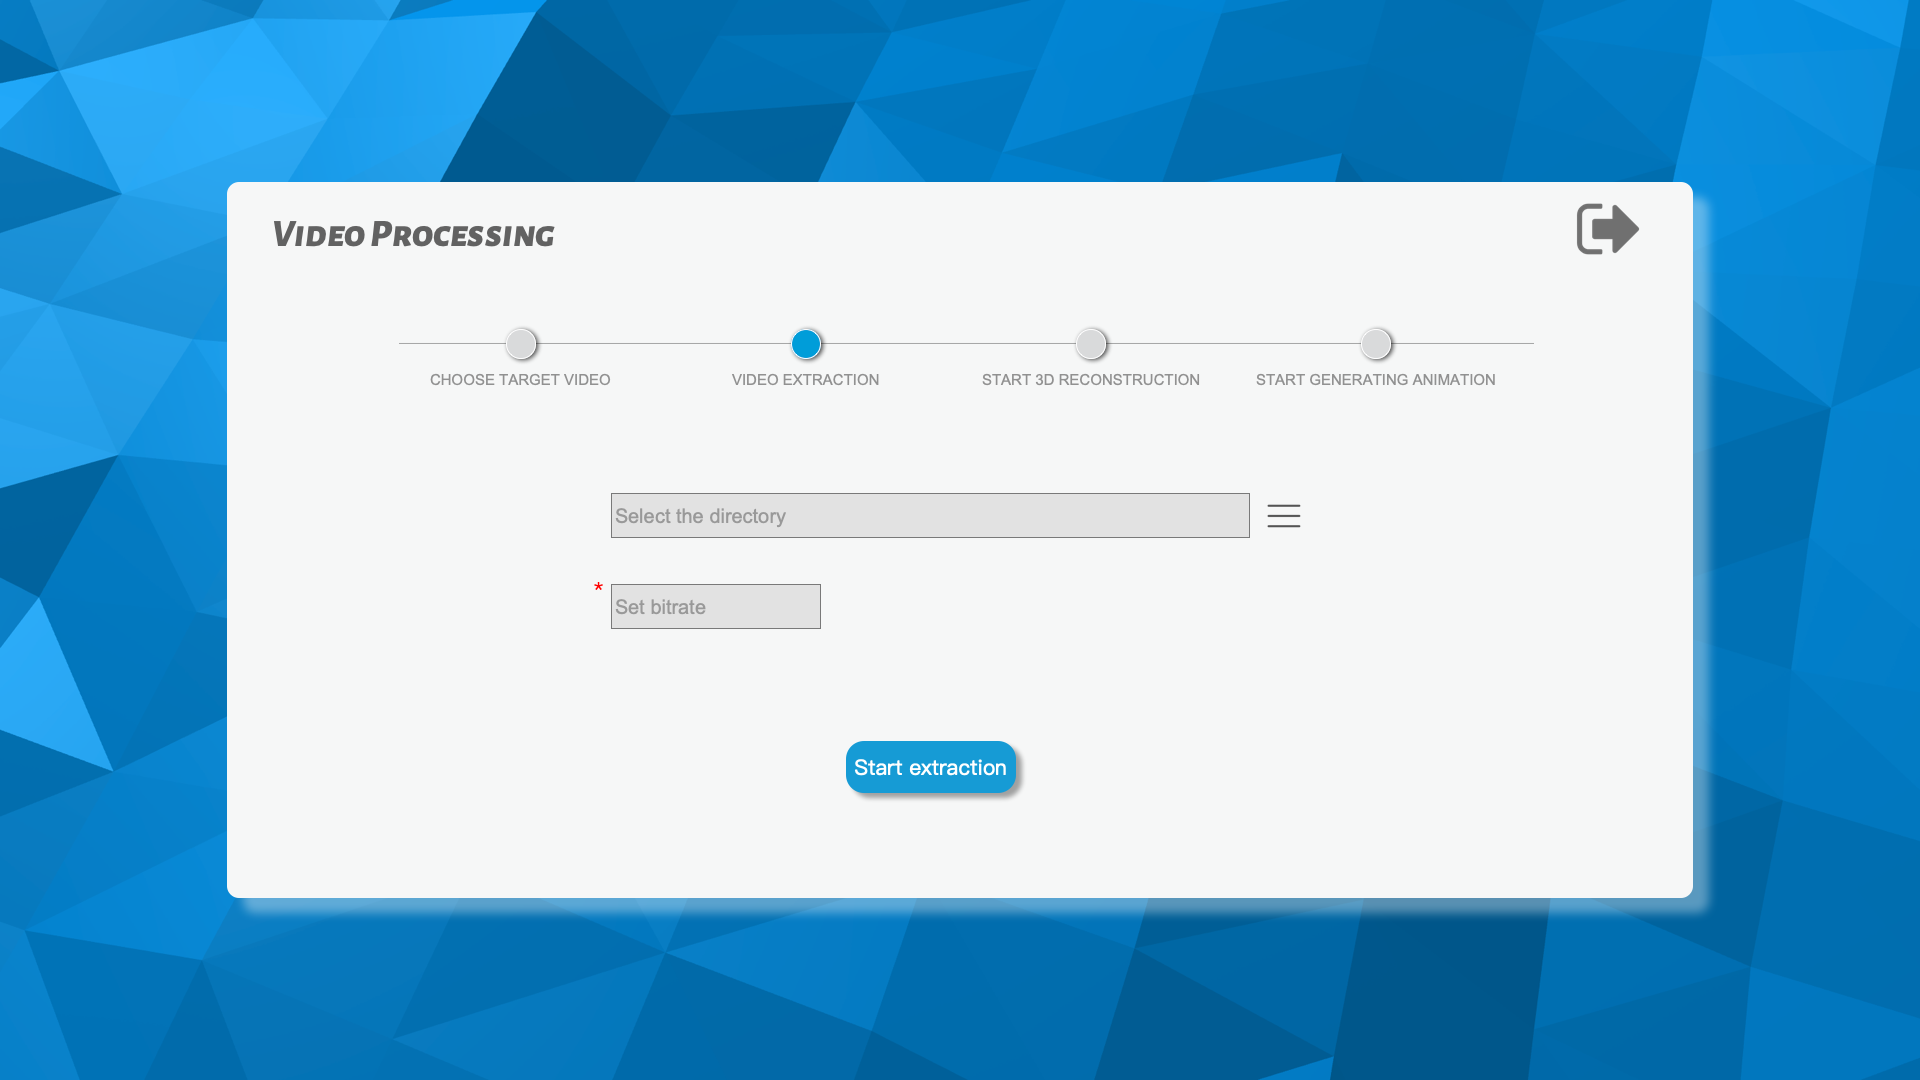 VIDEO PROCESSING
CHOOSE TARGET VIDEO
VIDEO EXTRACTION
START 3D RECONSTRUCTION
START GENERATING ANIMATION
Select the directory
* Set bitrate
Start extraction